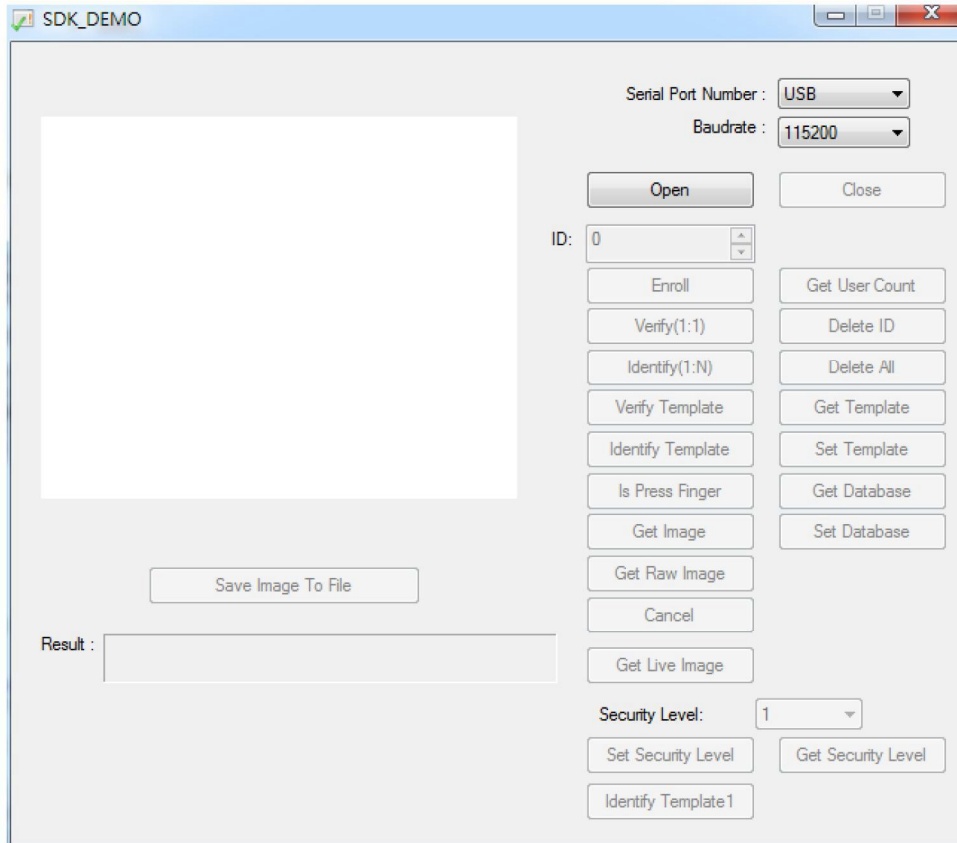 SDK_DEMO
Serial Port Number : USB
Baudrate : 115200
Open Close
ID: 0
Enroll Get User Count
Verify(1:1) Delete ID
Identify(1:N) Delete All
Verify Template Get Template
Identify Template Set Template
Is Press Finger Get Database
Get Image Set Database
Get Raw Image
Save Image To File
Cancel
Result :
Get Live Image
Security Level: 1
Set Security Level Get Security Level
Identify Template1